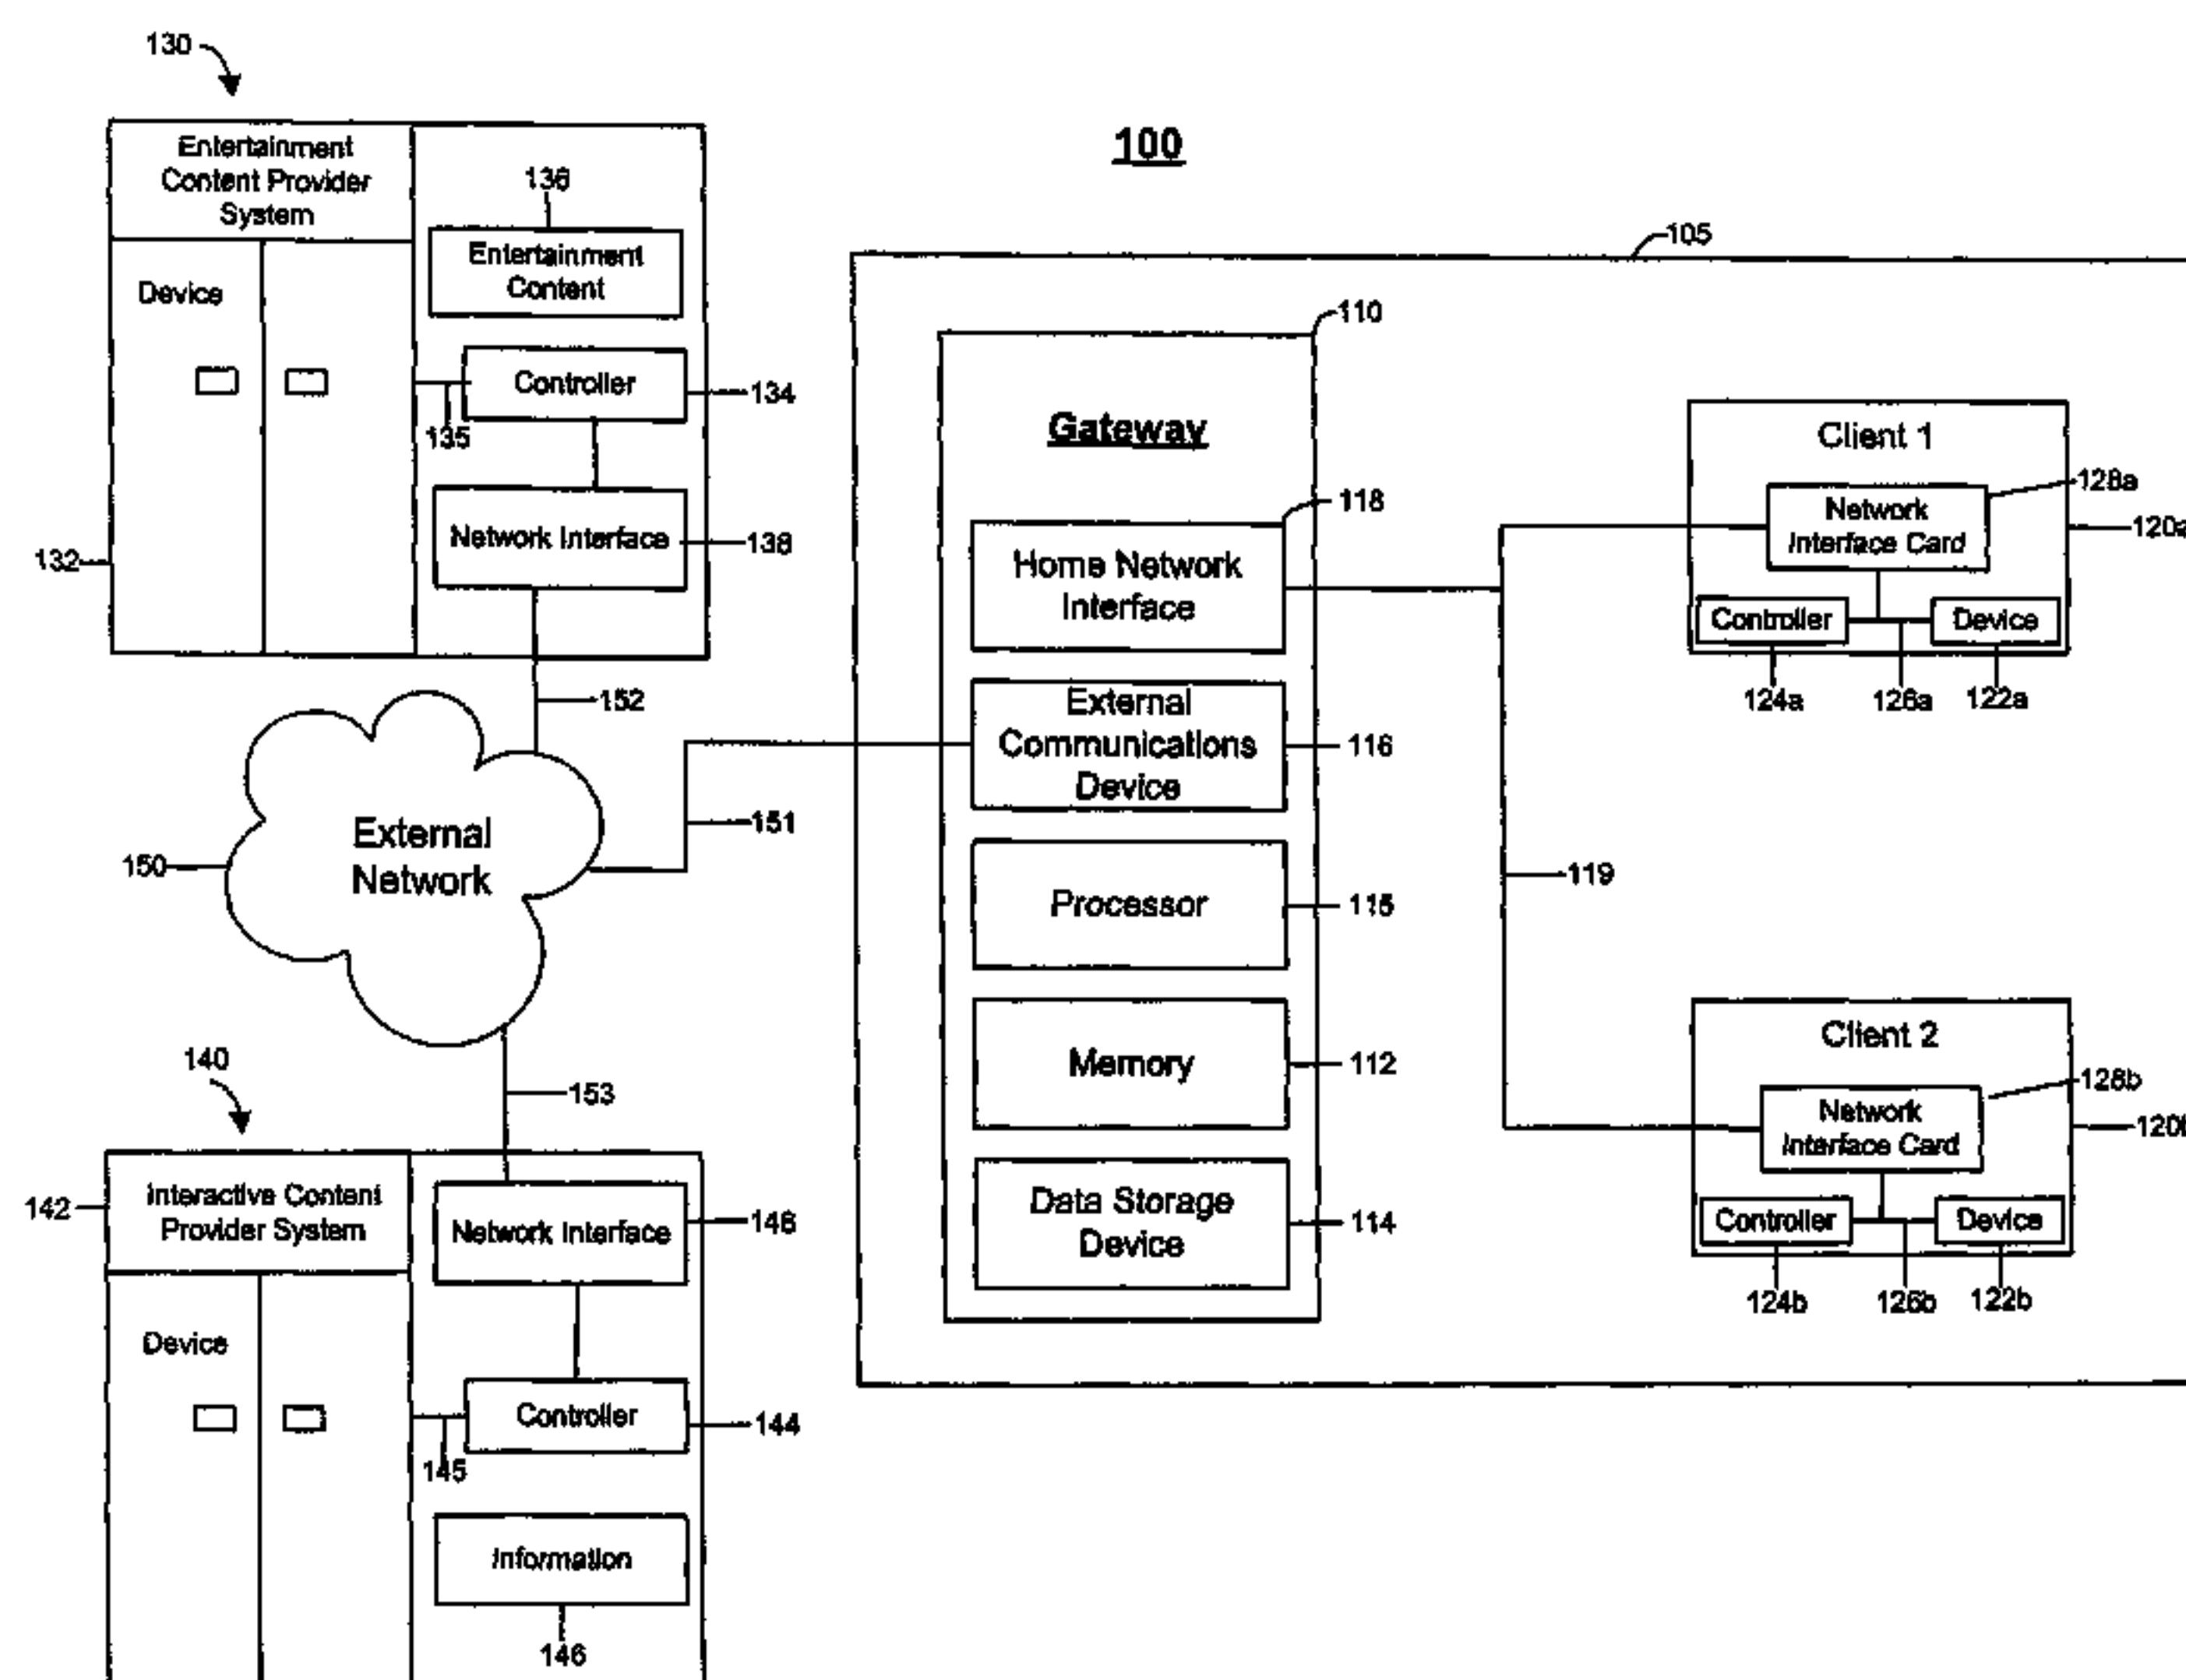 130
Entertainment
Content Provider
System
Device
136
Entertainment
Content
Controller
134
135
Network Interface
138
132
152
External
Network
150
151
153
140
142
Interactive Content
Provider System
Device
Network Interface
148
Controller
144
145
Information
146
100
105
110
Gateway
118
Home Network
Interface
External
Communications
Device
116
Processor
115
Memory
112
Data Storage
Device
114
119
Client 1
Network
Interface Card
128a
120a
Controller
Device
124a
126a
122a
Client 2
Network
Interface Card
128b
120b
Controller
Device
124b
126b
122b